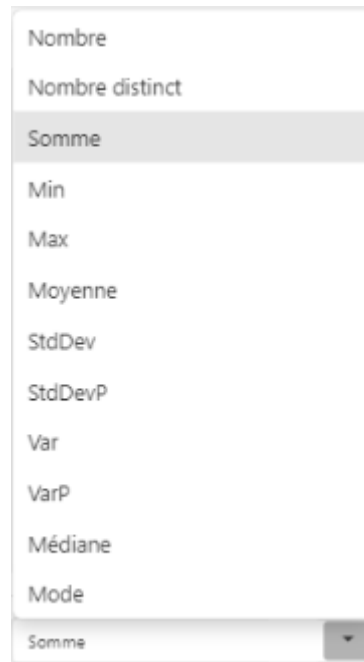 Nombre
Nombre distinct
Somme
Min
Max
Moyenne
StdDev
StdDevP
Var
VarP
Médiane
Mode
Somme